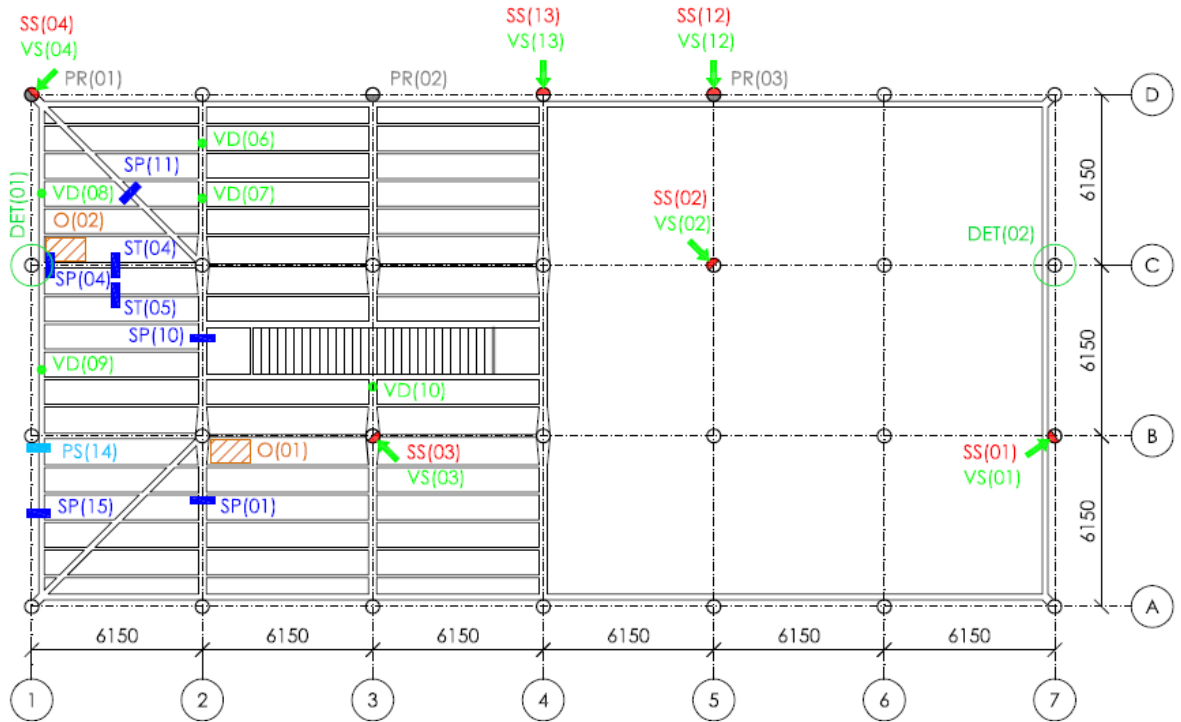 SS(04)
VS(04)
SS(13)
VS(13)
SS(12)
VS(12)
PR(01)
PR(02)
PR(03)
D
VD(06)
SP(11)
6150
DET(01)
VD(08)
VD(07)
SS(02)
VS(02)
O(02)
ST(04)
DET(02)
C
SP(04)
ST(05)
SP(10)
6150
VD(09)
VD(10)
B
PS(14)
O(01)
SS(03)
VS(03)
SS(01)
VS(01)
SP(15)
SP(01)
6150
A
6150
6150
6150
6150
6150
6150
1
2
3
4
5
6
7